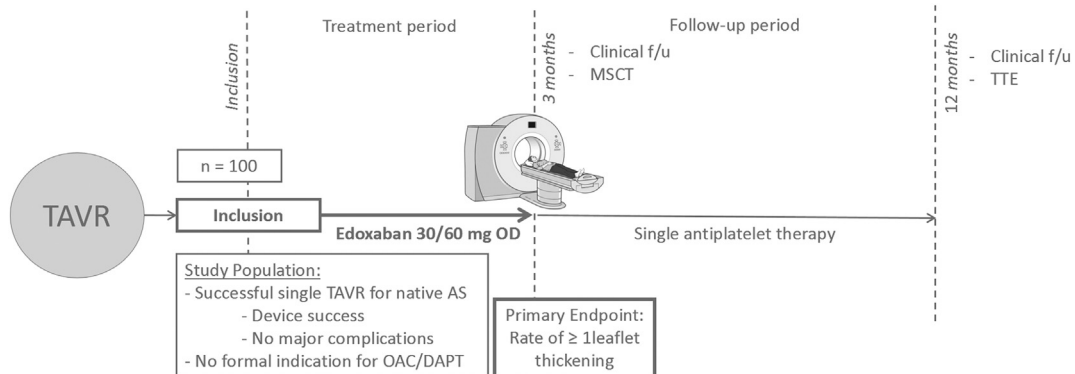 Treatment period
Follow-up period
Inclusion
3 months
- Clinical f/u
- MSCT
12 months
- Clinical f/u
- TTE
n = 100
TAVR
Inclusion
Edoxaban 30/60 mg OD
Single antiplatelet therapy
Study Population:
- Successful single TAVR for native AS
- Device success
- No major complications
- No formal indication for OAC/DAPT
Primary Endpoint:
Rate of ≥ 1leaflet
thickening